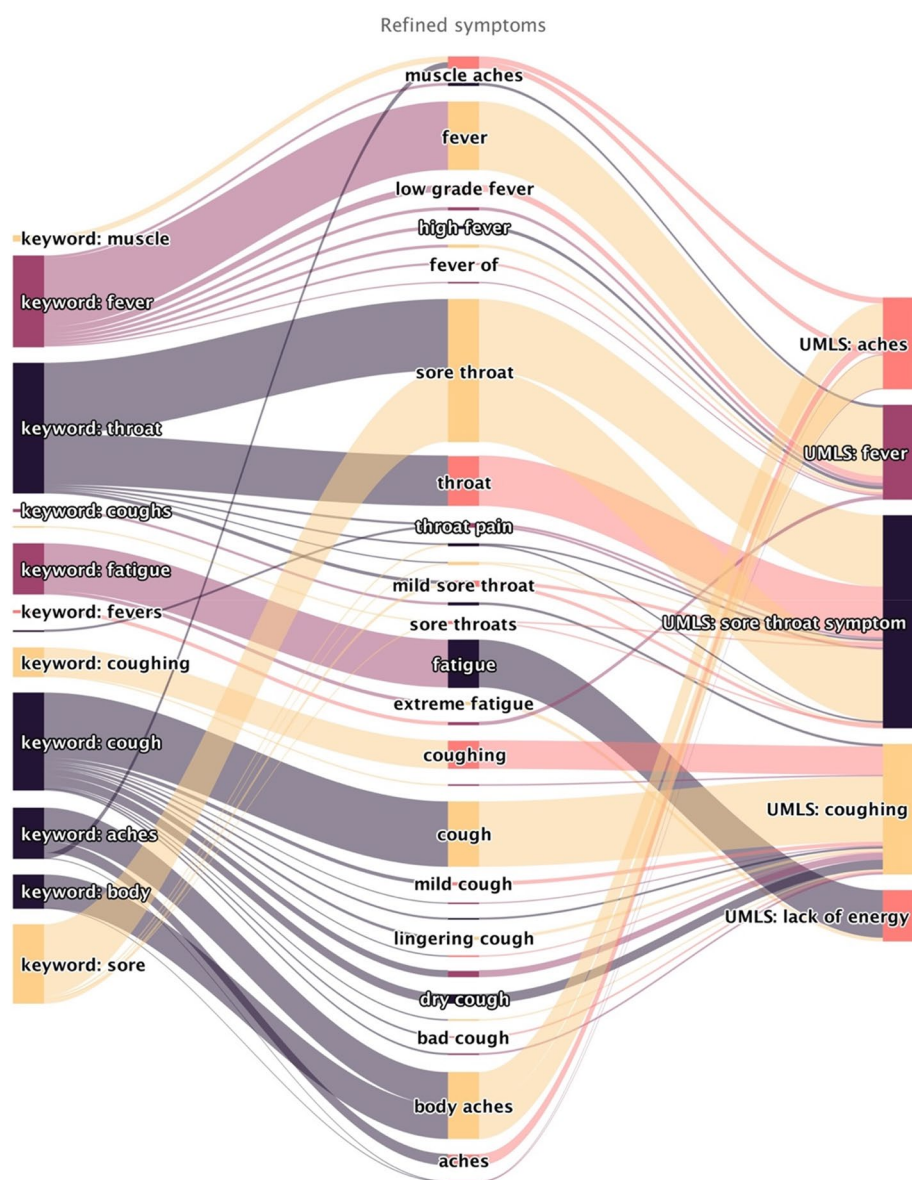 Refined symptoms
keyword: muscle
keyword: fever
keyword: throat
keyword: coughs
keyword: fatigue
keyword: fevers
keyword: coughing
keyword: cough
keyword: aches
keyword: body
keyword: sore
muscle aches
fever
low grade fever
high fever
fever of
sore throat
throat
throat pain
mild sore throat
sore throats
fatigue
extreme fatigue
coughing
cough
mild cough
lingering cough
dry cough
bad cough
body aches
aches
UMLS: aches
UMLS: fever
UMLS: sore throat symptom
UMLS: coughing
UMLS: lack of energy